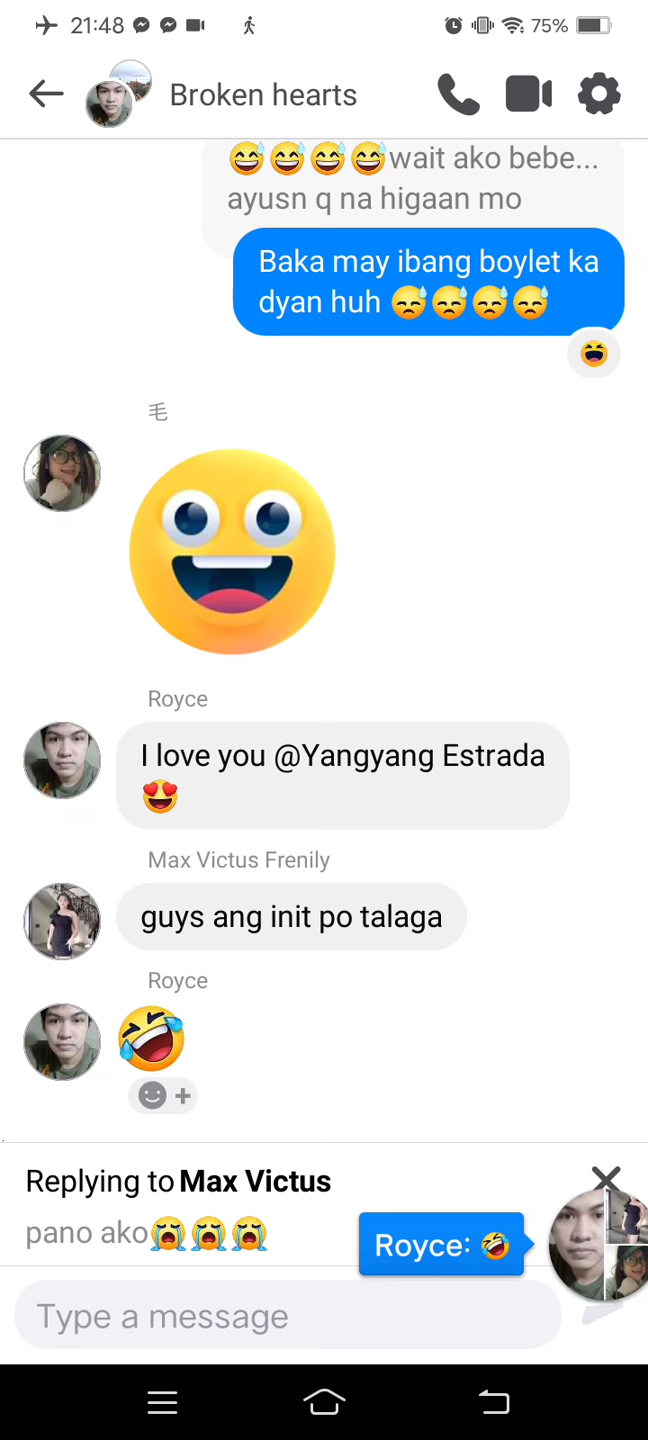 21:48
75%
Broken hearts
😅😅😅😅wait ako bebe...
ayusn q na higaan mo
Baka may ibang boylet ka
dyan huh 😓😓😓😓
毛
Royce
I love you @Yangyang Estrada
😍
Max Victus Frenily
guys ang init po talaga
Royce
🤣
Replying to Max Victus
pano ako😭😭😭
Royce: 🤣
Type a message